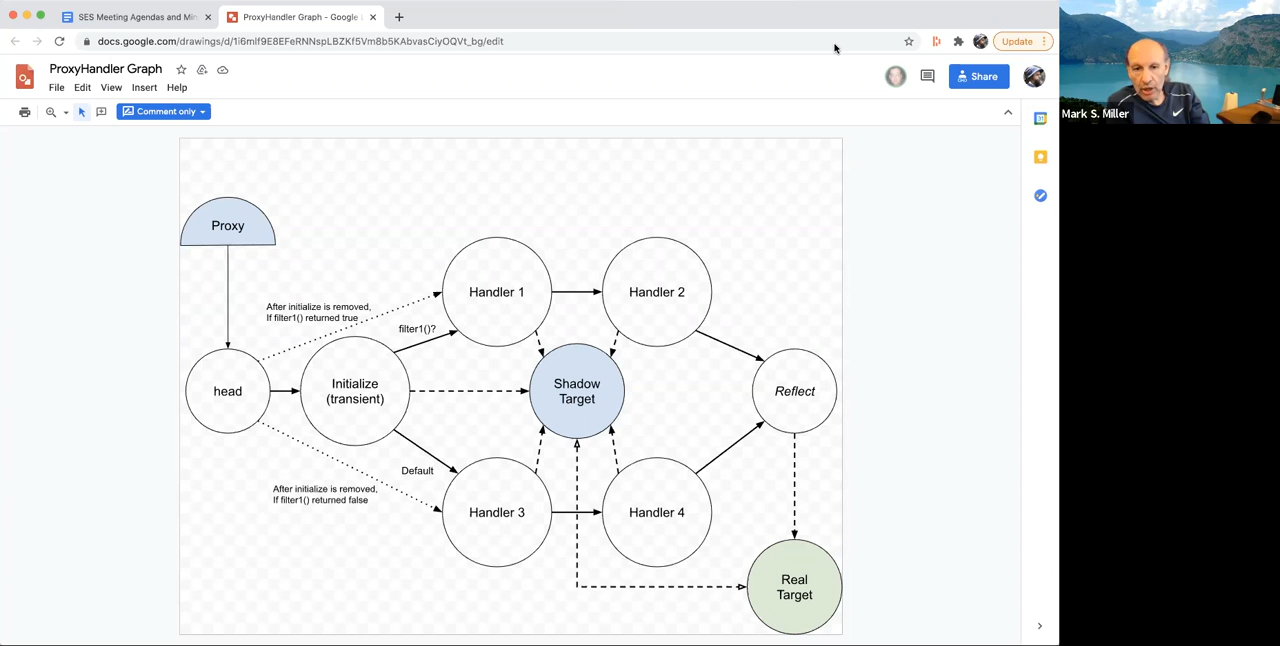 SES Meeting Agendas and Min
ProxyHandler Graph - Google
docs.google.com/drawings/d/1i6mIf9E8EFeRNNspLBZKf5Vm8b5KAbvasCiyOQVt_bg/edit
Update
ProxyHandler Graph
File Edit View Insert Help
Share
Comment only
31
Mark S. Miller
Proxy
After initialize is removed,
If filter1() returned true
filter1()?
Handler 1
Handler 2
head
Initialize
(transient)
Shadow
Target
Reflect
Default
After initialize is removed,
If filter1() returned false
Handler 3
Handler 4
Real
Target